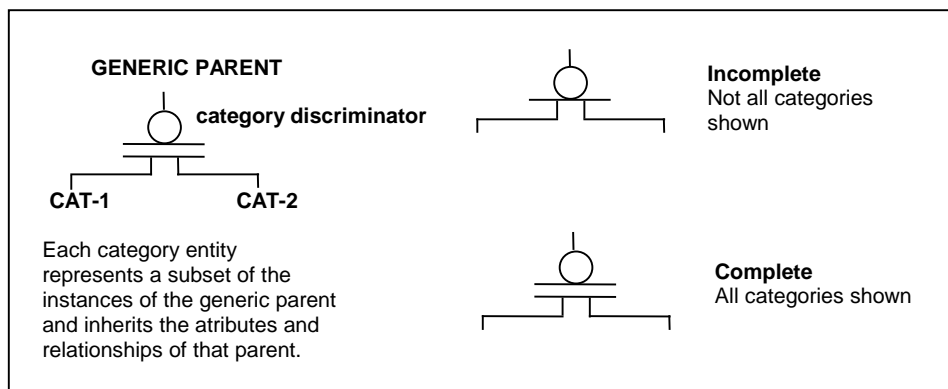 GENERIC PARENT
category discriminator
CAT-1
CAT-2
Each category entity
represents a subset of the
instances of the generic parent
and inherits the atributes and
relationships of that parent.
Incomplete
Not all categories
shown
Complete
All categories shown